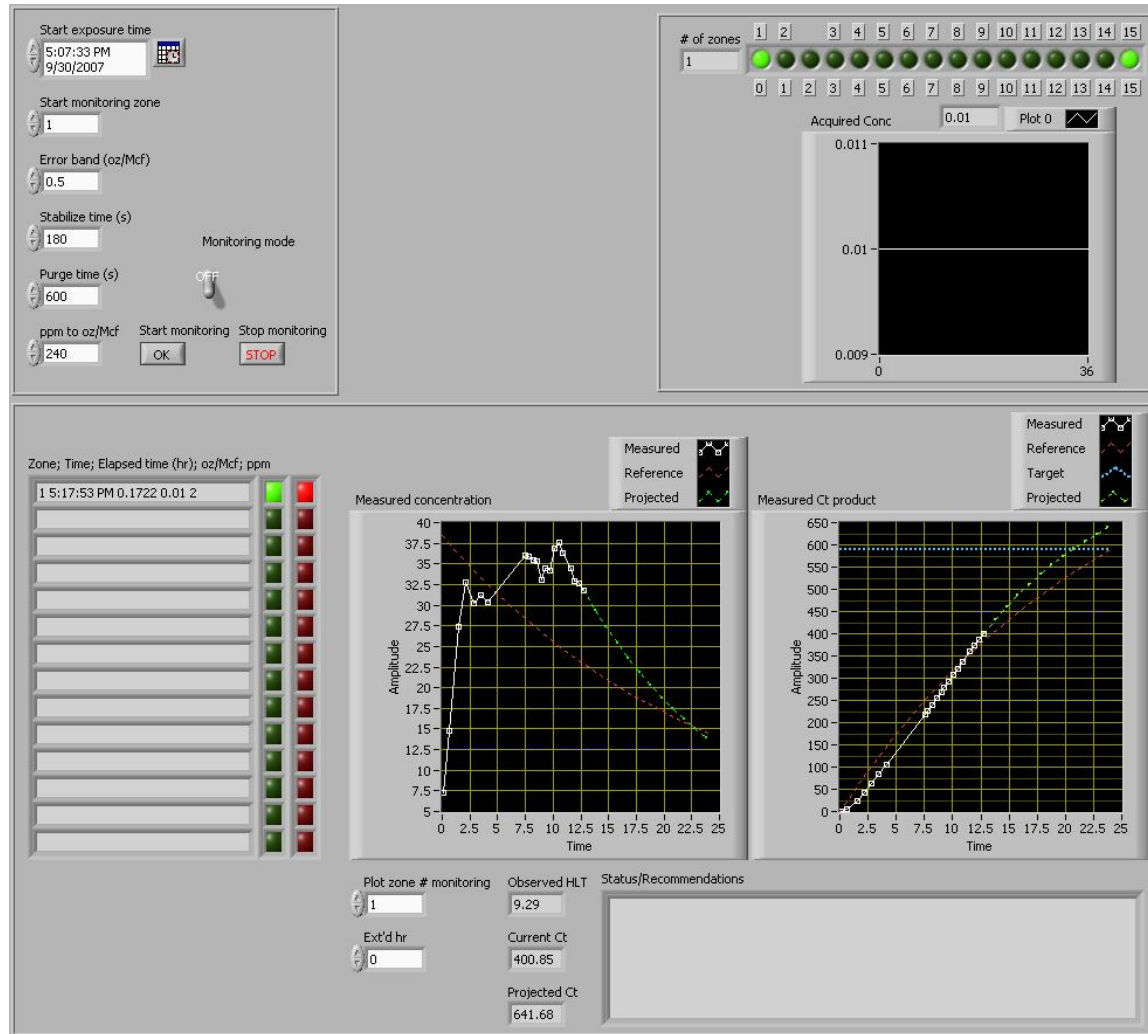 Start exposure time
5:07:33 PM
9/30/2007
Start monitoring zone
1
Error band (oz/Mcf)
0.5
Stabilize time (s)
180
Monitoring mode
OFF
Purge time (s)
600
ppm to oz/Mcf
240
Start monitoring Stop monitoring
OK STOP
# of zones
1
1 2 3 4 5 6 7 8 9 10 11 12 13 14 15
0 1 2 3 4 5 6 7 8 9 10 11 12 13 14 15
Acquired Conc 0.01 Plot 0
0.011
0.01
0.009
0 36
Zone; Time; Elapsed time (hr); oz/Mcf; ppm
1 5:17:53 PM 0.1722 0.01 2
Measured
Reference
Projected
Measured concentration
40
37.5
35
32.5
30
27.5
25
22.5
20
17.5
15
12.5
10
7.5
5
Amplitude
0 2.5 5 7.5 10 12.5 15 17.5 20 22.5 25
Time
Measured
Reference
Target
Projected
Measured Ct product
650
600
550
500
450
400
350
300
250
200
150
100
50
0
Amplitude
0 2.5 5 7.5 10 12.5 15 17.5 20 22.5 25
Time
Plot zone # monitoring
1
Ext'd hr
0
Observed HLT
9.29
Current Ct
400.85
Projected Ct
641.68
Status/Recommendations